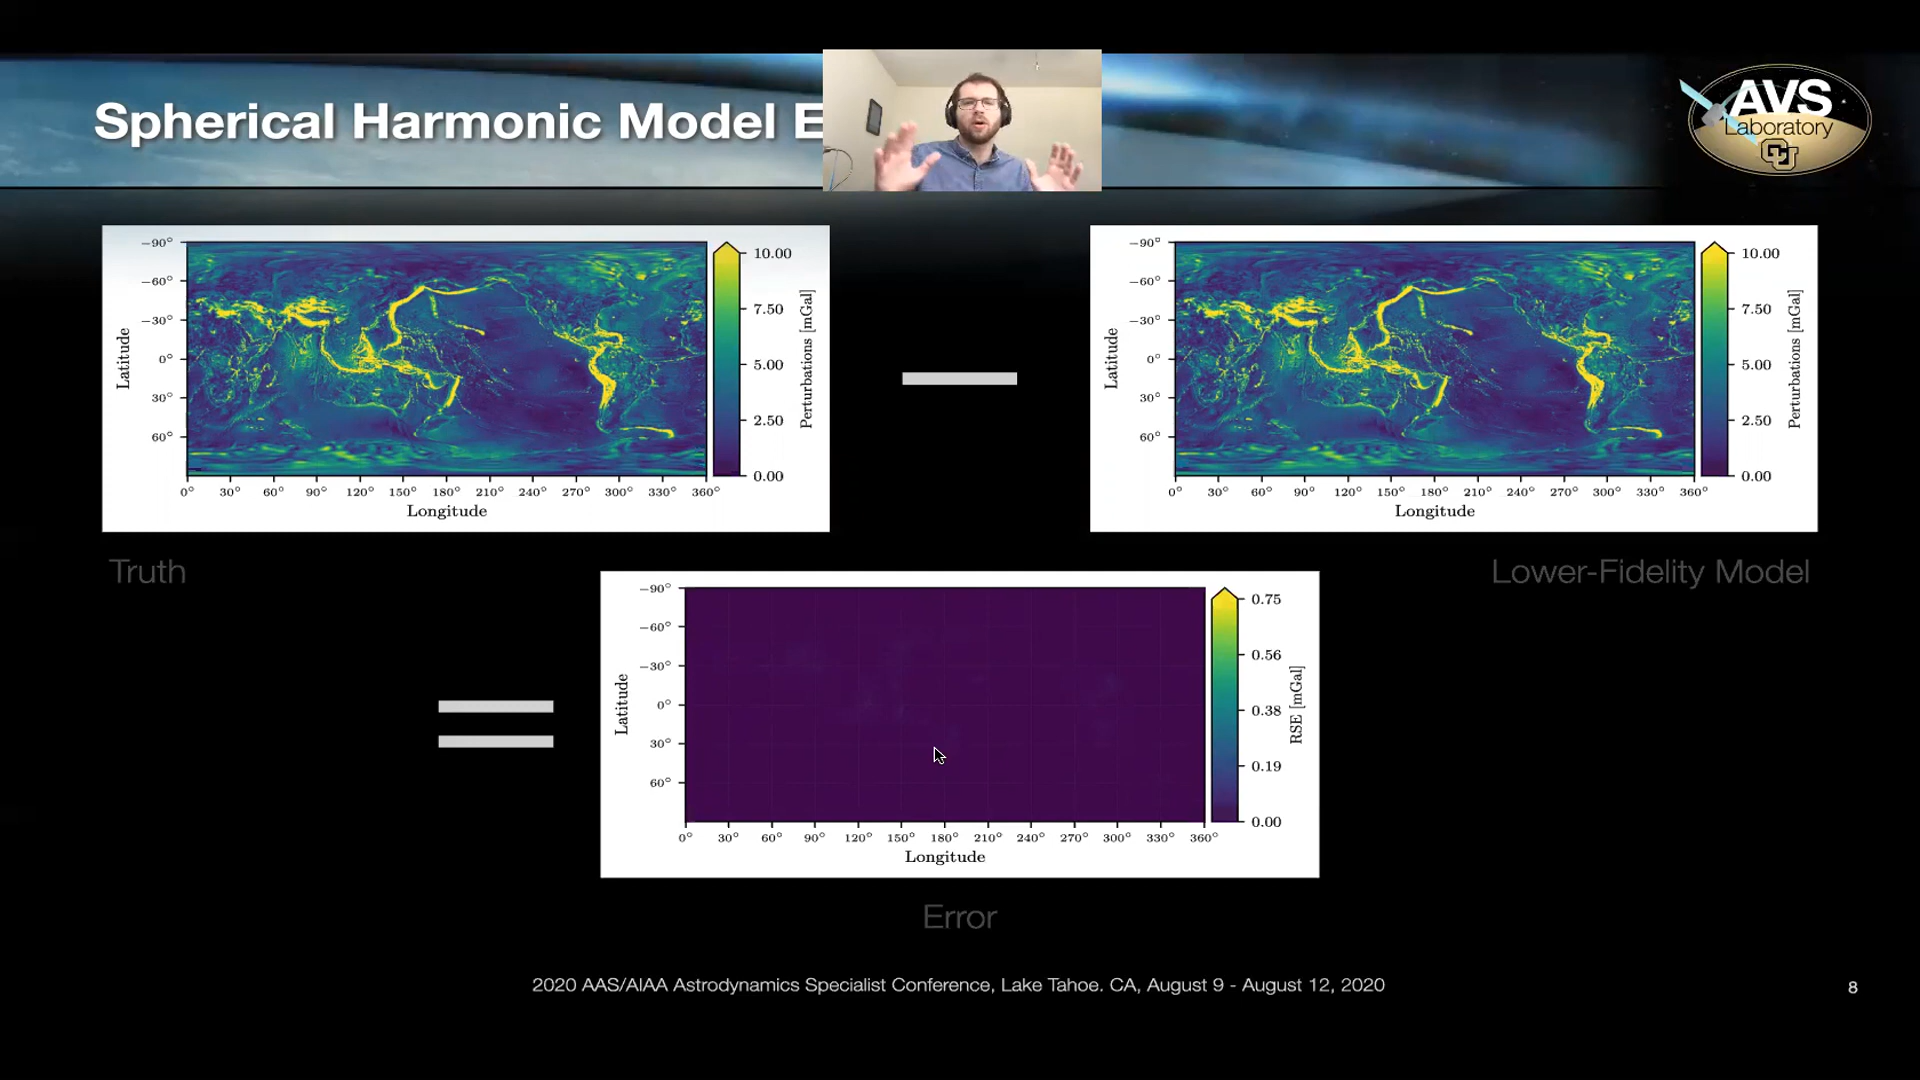 Spherical Harmonic Model E
AVS
Laboratory
CU
−90°
−60°
−30°
0°
30°
60°
Latitude
0° 30° 60° 90° 120° 150° 180° 210° 240° 270° 300° 330° 360°
Longitude
10.00
7.50
5.00
2.50
0.00
Perturbations [mGal]
−90°
−60°
−30°
0°
30°
60°
Latitude
0° 30° 60° 90° 120° 150° 180° 210° 240° 270° 300° 330° 360°
Longitude
10.00
7.50
5.00
2.50
0.00
Perturbations [mGal]
Truth
Lower-Fidelity Model
−90°
−60°
−30°
0°
30°
60°
Latitude
0° 30° 60° 90° 120° 150° 180° 210° 240° 270° 300° 330° 360°
Longitude
0.75
0.56
0.38
0.19
0.00
RSE [mGal]
Error
2020 AAS/AIAA Astrodynamics Specialist Conference, Lake Tahoe. CA, August 9 - August 12, 2020
8